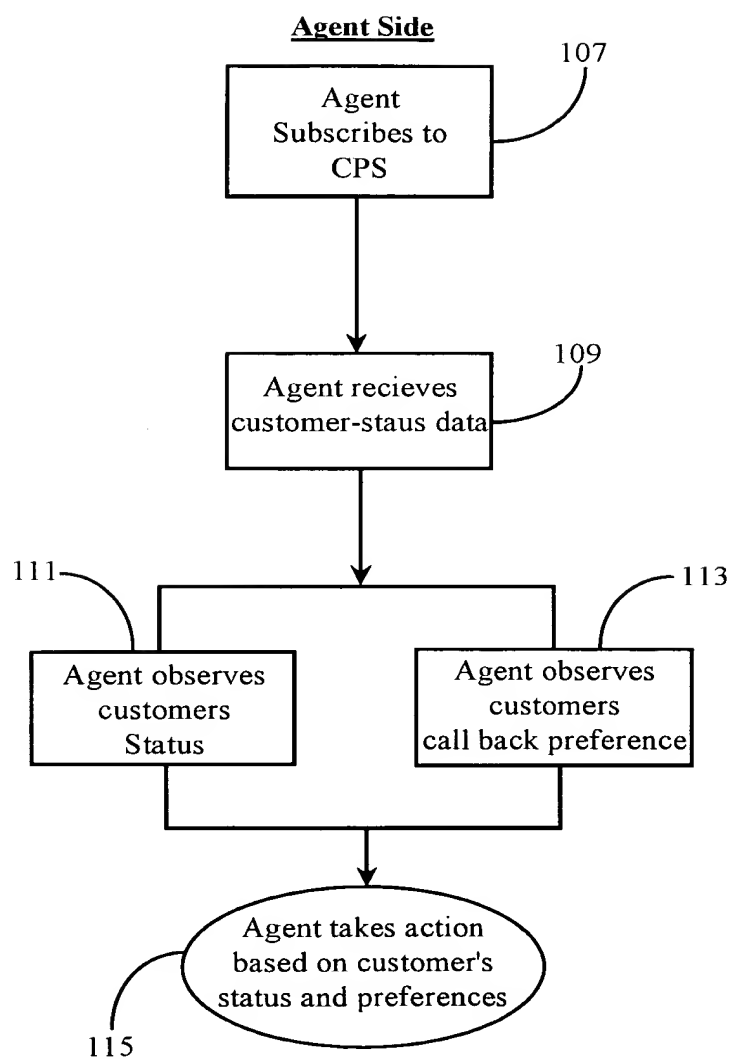 Agent Side
107
Agent
Subscribes to
CPS
109
Agent recieves
customer-staus data
111
113
Agent observes
customers
Status
Agent observes
customers
call back preference
Agent takes action
based on customer's
status and preferences
115